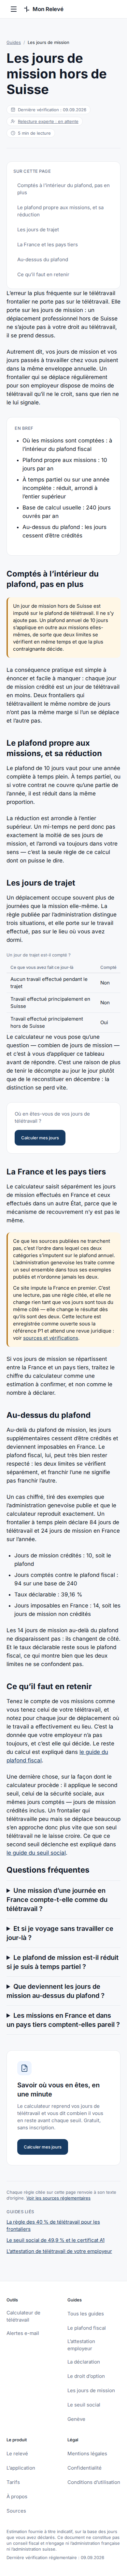 Mon Relevé
Guides / Les jours de mission
Les jours de
mission hors de
Suisse
Dernière vérification : 09.09.2026
Relecture experte : en attente
5 min de lecture
SUR CETTE PAGE
Comptés à l'intérieur du plafond, pas en
plus
Le plafond propre aux missions, et sa
réduction
Les jours de trajet
La France et les pays tiers
Au-dessus du plafond
Ce qu'il faut en retenir
L'erreur la plus fréquente sur le télétravail
frontalier ne porte pas sur le télétravail. Elle
porte sur les jours de mission : un
déplacement professionnel hors de Suisse
s'ajoute pas à votre droit au télétravail,
il le prend dessus.
Autrement dit, vos jours de mission et vos
jours passés à travailler chez vous puisent
dans la même enveloppe annuelle. Un
frontalier qui se déplace régulièrement pour
son employeur dispose de moins de jours de
télétravail qu'il ne le croit, sans que rien ne
le lui signale.
EN BREF
Où les missions sont comptées : à
l'intérieur du plafond fiscal
Plafond propre aux missions : 10
jours par an
À temps partiel ou sur une année
incomplète : réduit, arrondi à
l'entier supérieur
Base de calcul usuelle : 240 jours
ouvrés par an
Au-dessus du plafond : les jours
cessent d'être crédités
Comptés à l'intérieur du
plafond, pas en plus
Un jour de mission hors de Suisse est
imputé sur le plafond de télétravail. Il ne s'y
ajoute pas. Un plafond annuel de 10 jours
s'applique en outre aux missions elles-
mêmes, de sorte que deux limites se
vérifient en même temps et que la plus
contraignante décide.
La conséquence pratique est simple à
énoncer et facile à manquer : chaque jour
de mission crédité est un jour de télétravail
en moins. Deux frontaliers qui
télétravaillent le même nombre de jours
n'ont pas la même marge si l'un se déplace
et l'autre pas.
Le plafond propre aux
missions, et sa réduction
Le plafond de 10 jours vaut pour une année
complète à temps plein. À temps partiel, ou
si votre contrat ne couvre qu'une partie de
l'année, il est réduit dans la même
proportion.
La réduction est arrondie à l'entier
supérieur. Un mi-temps ne perd donc pas
exactement la moitié de ses jours de
mission, et l'arrondi va toujours dans votre
sens — c'est la seule règle de ce calcul
dont on puisse le dire.
Les jours de trajet
Un déplacement occupe souvent plus de
journées que la mission elle-même. La
règle publiée par l'administration distingue
trois situations, et elle porte sur le travail
effectué, pas sur le lieu où vous avez
dormi.
Un jour de trajet est-il compté ?
Ce que vous avez fait ce jour-là Compté
Aucun travail effectué pendant le
trajet Non
Travail effectué principalement en
Suisse Non
Travail effectué principalement
hors de Suisse Oui
Le calculateur ne vous pose qu'une
question — combien de jours de mission —
et c'est à vous d'appliquer ce tableau
avant de répondre. C'est un cas de plus où
un décompte tenu au jour le jour vaut mieux
que de le reconstituer en décembre : la
distinction se perd vite.
Où en êtes-vous de vos jours de
télétravail ?
Calculer mes jours
La France et les pays tiers
Le calculateur saisit séparément les jours
de mission effectués en France et ceux
effectués dans un autre État, parce que le
mécanisme de recouvrement n'est pas le
même.
Ce que les sources publiées ne tranchent
pas, c'est l'ordre dans lequel ces deux
catégories s'imputent sur le plafond annuel.
L'administration genevoise les traite comme
un seul ensemble dans tous les exemples
publiés et n'ordonne jamais les deux.
Ce site impute la France en premier. C'est
une lecture, pas une règle citée, et elle ne
change pas le total de vos jours hors de
Suisse — elle change le résultat de ce
qu'ils sont devenus. Cet écart reste une
question ouverte consignée sous la
référence P1 et attend une revue juridique :
voir sources et vérifications.
Si vos jours de mission se répartissent
entre la France et un pays tiers, traitez le
chiffre du calculateur comme une
estimation à confirmer, et non comme le
nombre à déclarer.
Au-dessus du plafond
Au-delà du plafond de mission, les jours
supplémentaires cessent d'être crédités et
deviennent imposables en France. Le
plafond fiscal, lui, peut très bien rester
respecté : les deux limites se vérifient
séparément, et franchir l'une ne signifie
pas franchir l'autre.
Un cas chiffré, tiré des exemples que
l'administration genevoise publie et que le
calculateur reproduit exactement. Un
frontalier à temps plein déclare 84 jours de
télétravail et 24 jours de mission en France
sur l'année.
Jours de mission crédités : 10, soit le
plafond
Jours comptés contre le plafond fiscal :
94 sur une base de 240
Taux déclarable : 39,16 %
Jours imposables en France : 14, soit les
jours de mission non crédités
Les 14 jours de mission au-delà du plafond
ne disparaissent pas : ils changent de côté.
Et le taux déclarable reste sous le plafond
fiscal, ce qui montre bien que les deux
limites ne se confondent pas.
Ce qu'il faut en retenir
Tenez le compte de vos missions comme
vous tenez celui de votre télétravail, et
notez pour chaque journée de déplacement
où le travail a effectivement eu lieu. Ces
données disparaissent plus vite que vous
le croyez, et c'est elle qui décide. Le reste
du calcul est expliqué dans le guide du
plafond fiscal.
Une dernière chose, sur la façon dont le
calculateur procède : il applique le second
seuil, celui de la sécurité sociale, aux
mêmes jours comptés — jours de mission
crédités inclus. Un frontalier qui
télétravaille peu mais se déplace beaucoup
s'en approche donc plus vite que son
télétravail ne le laisse croire. Ce que ce
second seuil déclenche est expliqué dans
le guide du seuil social.
Questions fréquentes
Une mission d'une journée en
France compte-t-elle comme du
télétravail ?
Et si je voyage sans travailler ce
jour-là ?
Le plafond de mission est-il réduit
si je suis à temps partiel ?
Que deviennent les jours de
mission au-dessus du plafond ?
Les missions en France et dans
un pays tiers comptent-elles pareil ?
Savoir où vous en êtes, en
une minute
Le calculateur reprend vos jours de
télétravail et vous dit combien il vous
en reste avant chaque seuil. Gratuit,
sans inscription.
Calculer mes jours
Chaque règle citée sur cette page renvoie à son texte
d'origine. Voir les sources réglementaires
GUIDES LIÉS
La règle des 40 % de télétravail pour les
frontaliers
Le seuil social de 49,9 % et le certificat A1
L'attestation de télétravail de votre employeur
Outils
Calculateur de
télétravail
Alertes e-mail
Guides
Tous les guides
Le plafond fiscal
L'attestation
employeur
La déclaration
Le droit d'option
Les jours de mission
Le seuil social
Genève
Le produit
Le relevé
L'application
Tarifs
À propos
Sources
Légal
Mentions légales
Confidentialité
Conditions d'utilisation
Estimation fournie à titre indicatif, sur la base des jours
que vous avez déclarés. Ce document ne constitue pas
un conseil fiscal et n'engage ni l'administration française
ni l'administration suisse.
Dernière vérification réglementaire : 09.09.2026